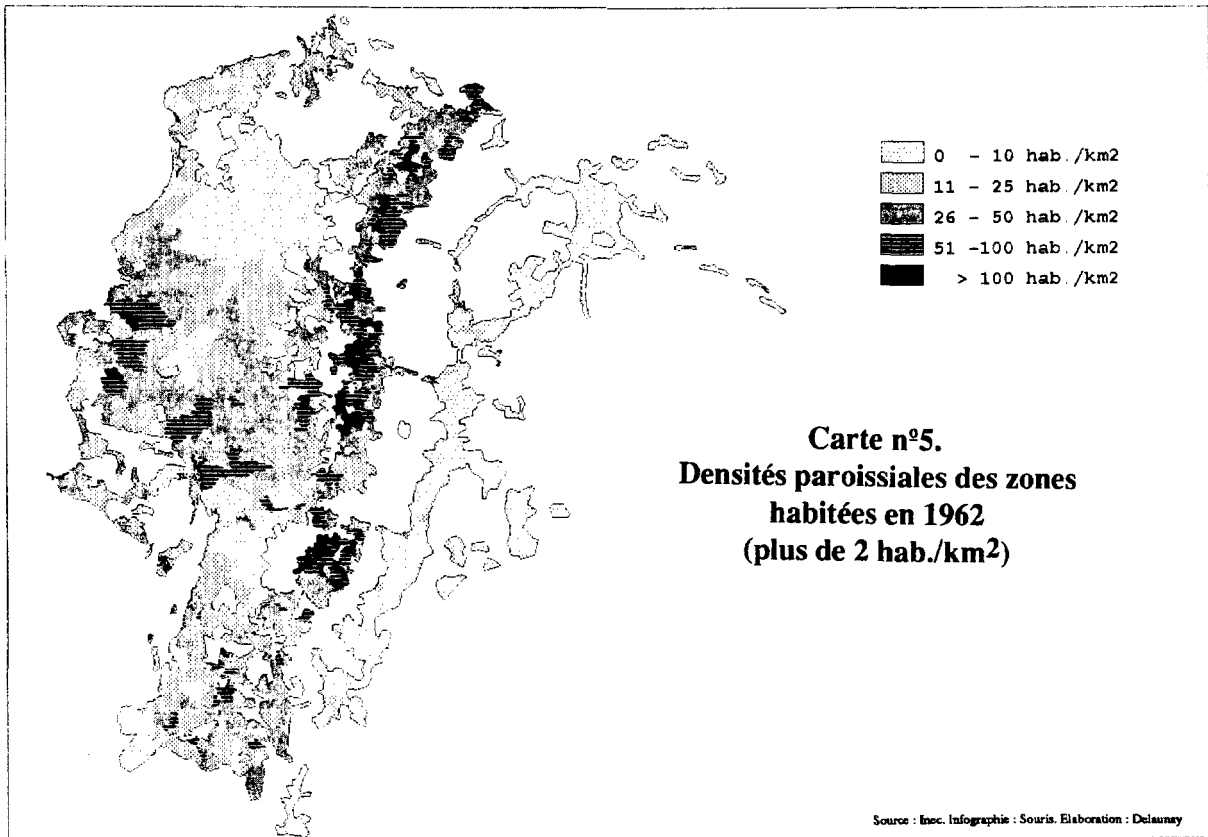 0 - 10 hab./km2
11 - 25 hab./km2
26 - 50 hab./km2
51 -100 hab./km2
> 100 hab./km2
Carte nº5.
Densités paroissiales des zones
habitées en 1962
(plus de 2 hab./km2)
Source : Inec. Infographie : Souris. Elaboration : Delaunay